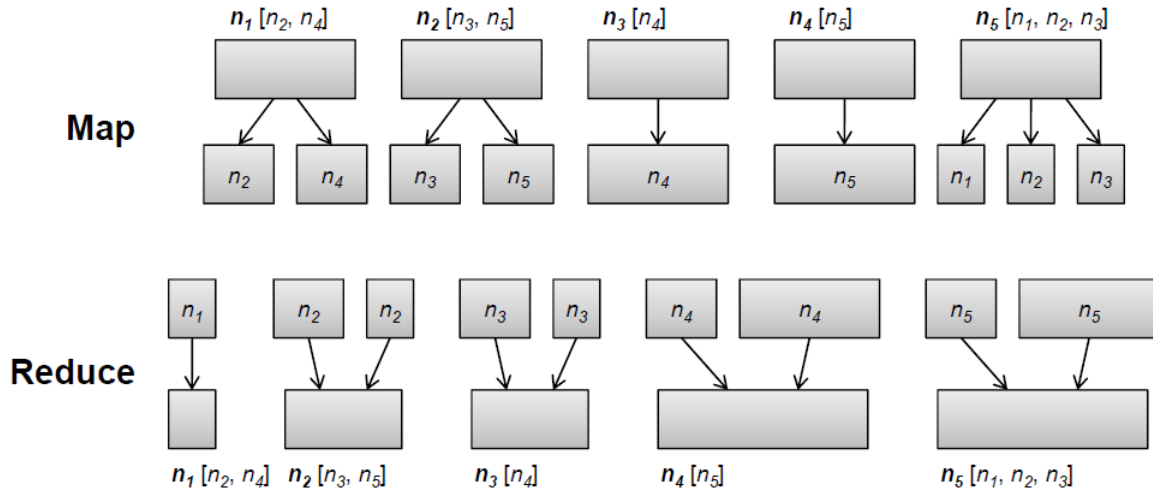 n1 [n2, n4] n2 [n3, n5] n3 [n4] n4 [n5] n5 [n1, n2, n3]
Map
n2 n4 n3 n5 n4 n5 n1 n2 n3
n1 n2 n2 n3 n3 n4 n4 n5 n5
Reduce
n1 [n2, n4] n2 [n3, n5] n3 [n4] n4 [n5] n5 [n1, n2, n3]